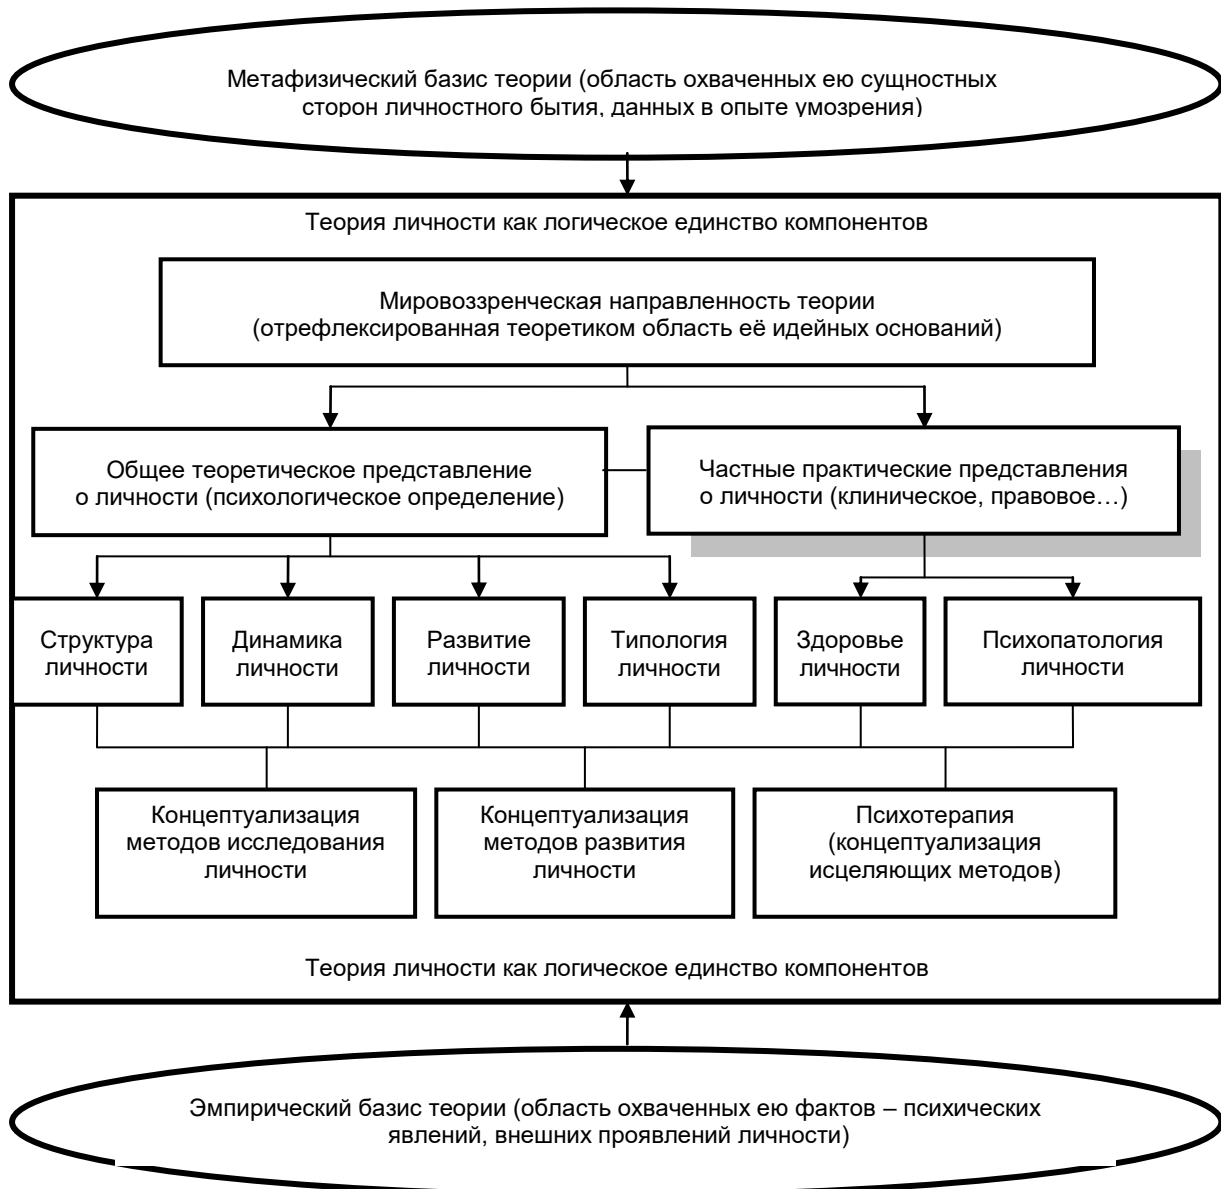 Метафизический базис теории (область охваченных ею сущностных
сторон личностного бытия, данных в опыте умозрения)
Теория личности как логическое единство компонентов
Мировоззренческая направленность теории
(отрефлексированная теоретиком область её идейных оснований)
Общее теоретическое представление
о личности (психологическое определение)
Частные практические представления
о личности (клиническое, правовое…)
Структура
личности
Динамика
личности
Развитие
личности
Типология
личности
Здоровье
личности
Психопатология
личности
Концептуализация
методов исследования
личности
Концептуализация
методов развития
личности
Психотерапия
(концептуализация
исцеляющих методов)
Теория личности как логическое единство компонентов
Эмпирический базис теории (область охваченных ею фактов – психических
явлений, внешних проявлений личности)